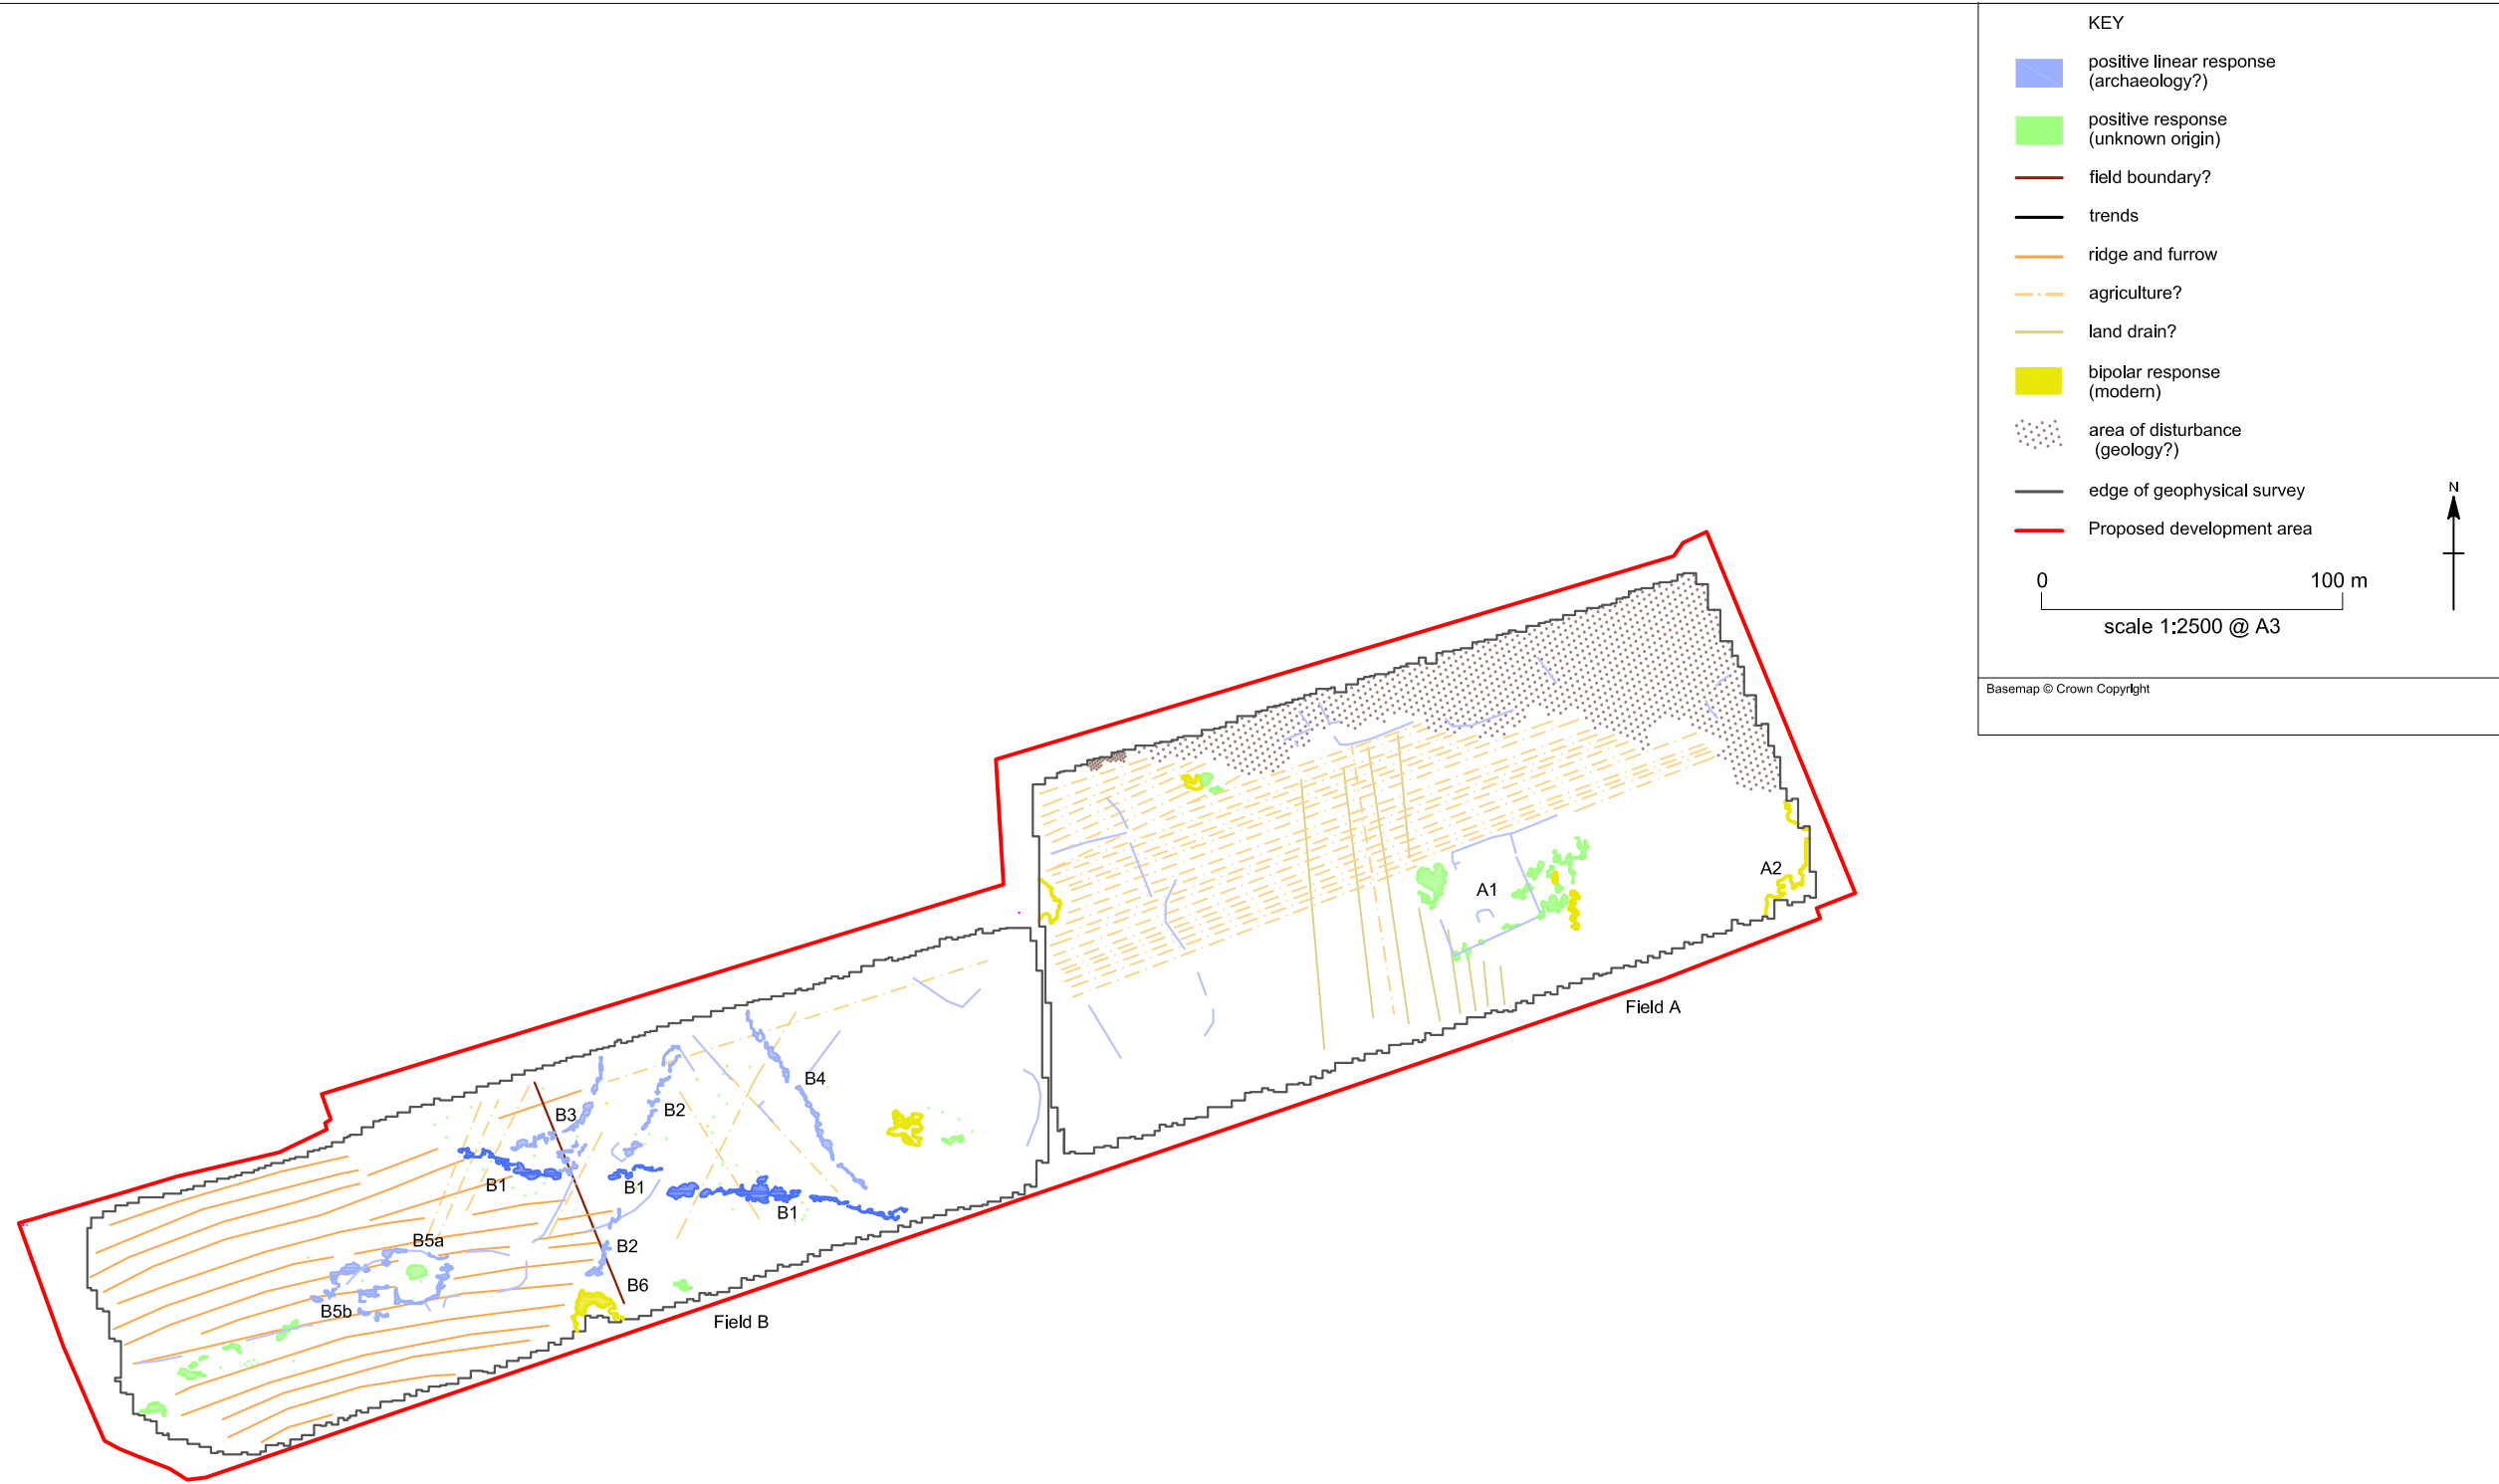 KEY
positive linear response
(archaeology?)
positive response
(unknown origin)
field boundary?
trends
ridge and furrow
agriculture?
land drain?
bipolar response
(modern)
area of disturbance
(geology?)
edge of geophysical survey
Proposed development area
N
0 100 m
scale 1:2500 @ A3
Basemap © Crown Copyright
A2
A1
Field A
B4
B3
B2
B1
B1
B1
B5a
B2
B6
B5b
Field B